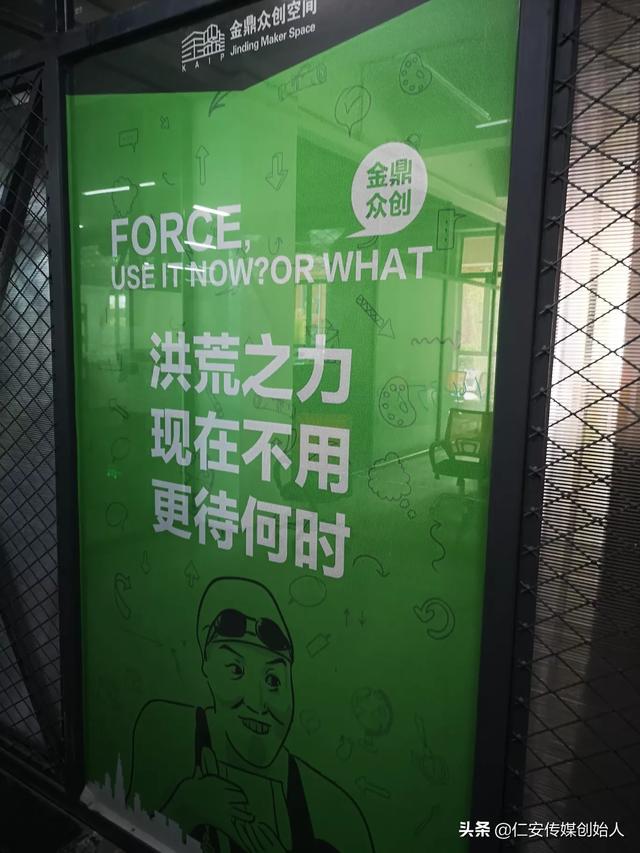 金鼎众创空间
Jinding Maker Space
KAIP
金鼎
众创
FORCE,
USE IT NOW?OR WHAT
洪荒之力
现在不用
更待何时
头条 @仁安传媒创始人